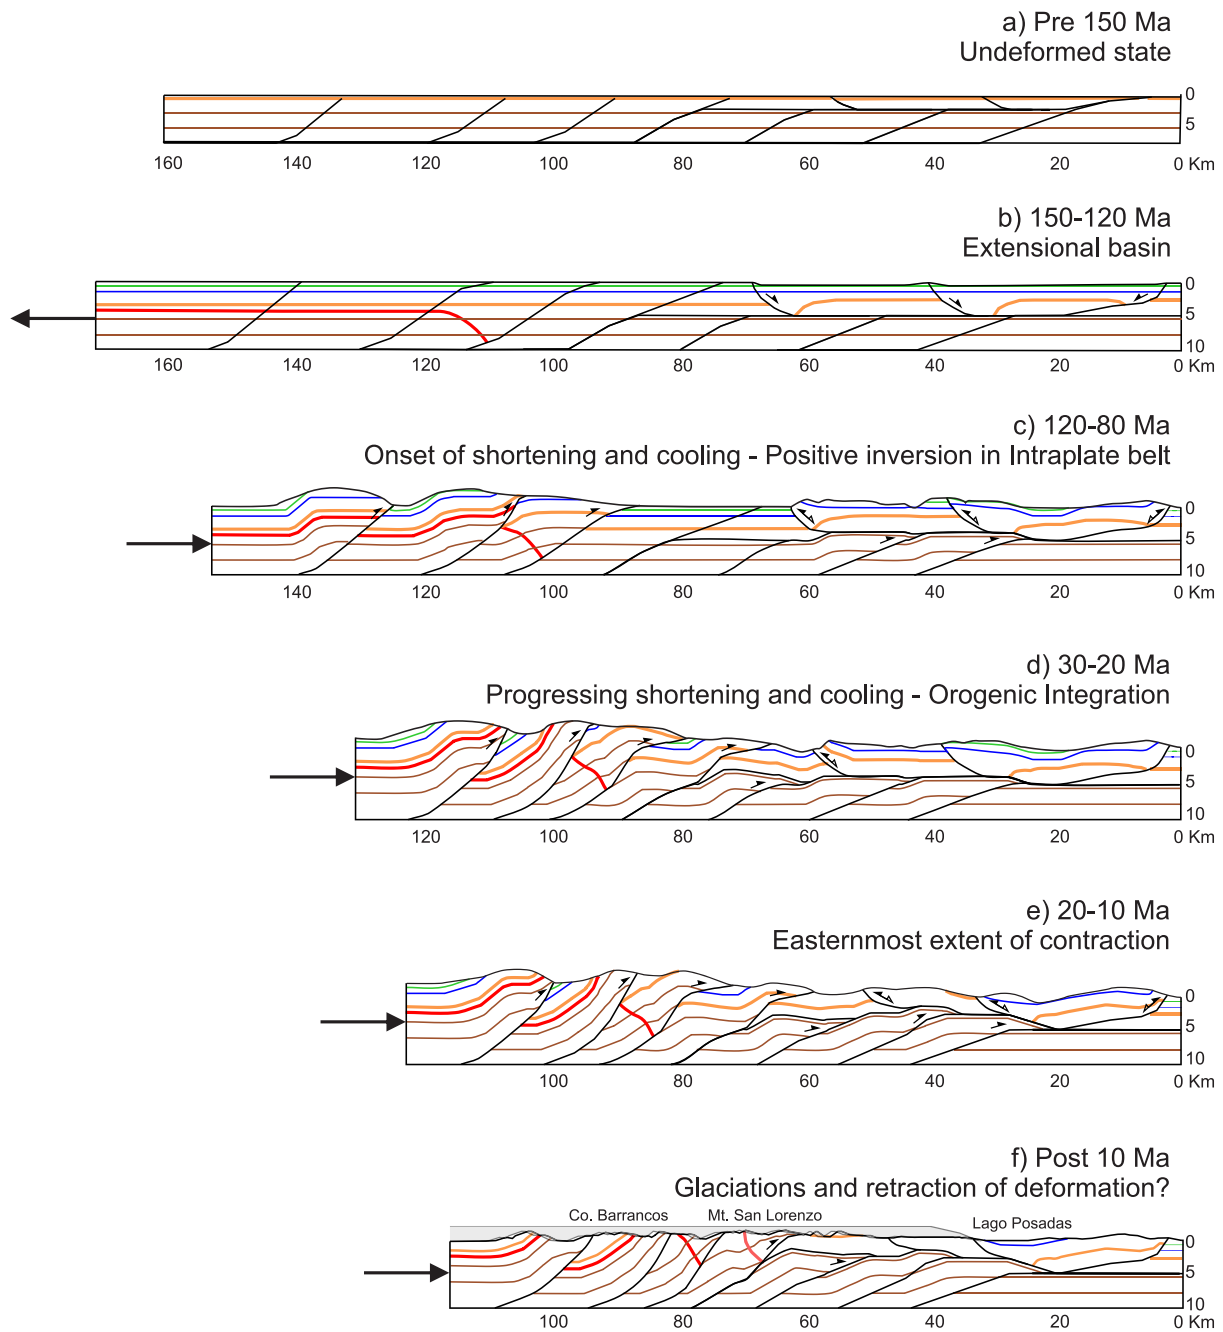 a) Pre 150 Ma
Undeformed state
0
5
160 140 120 100 80 60 40 20 0 Km
b) 150-120 Ma
Extensional basin
0
5
10
160 140 120 100 80 60 40 20 0 Km
c) 120-80 Ma
Onset of shortening and cooling - Positive inversion in Intraplate belt
0
5
10
140 120 100 80 60 40 20 0 Km
d) 30-20 Ma
Progressing shortening and cooling - Orogenic Integration
0
5
10
120 100 80 60 40 20 0 Km
e) 20-10 Ma
Easternmost extent of contraction
0
5
10
100 80 60 40 20 0 Km
f) Post 10 Ma
Glaciations and retraction of deformation?
Co. Barrancos Mt. San Lorenzo Lago Posadas
0
5
10
100 80 60 40 20 0 Km